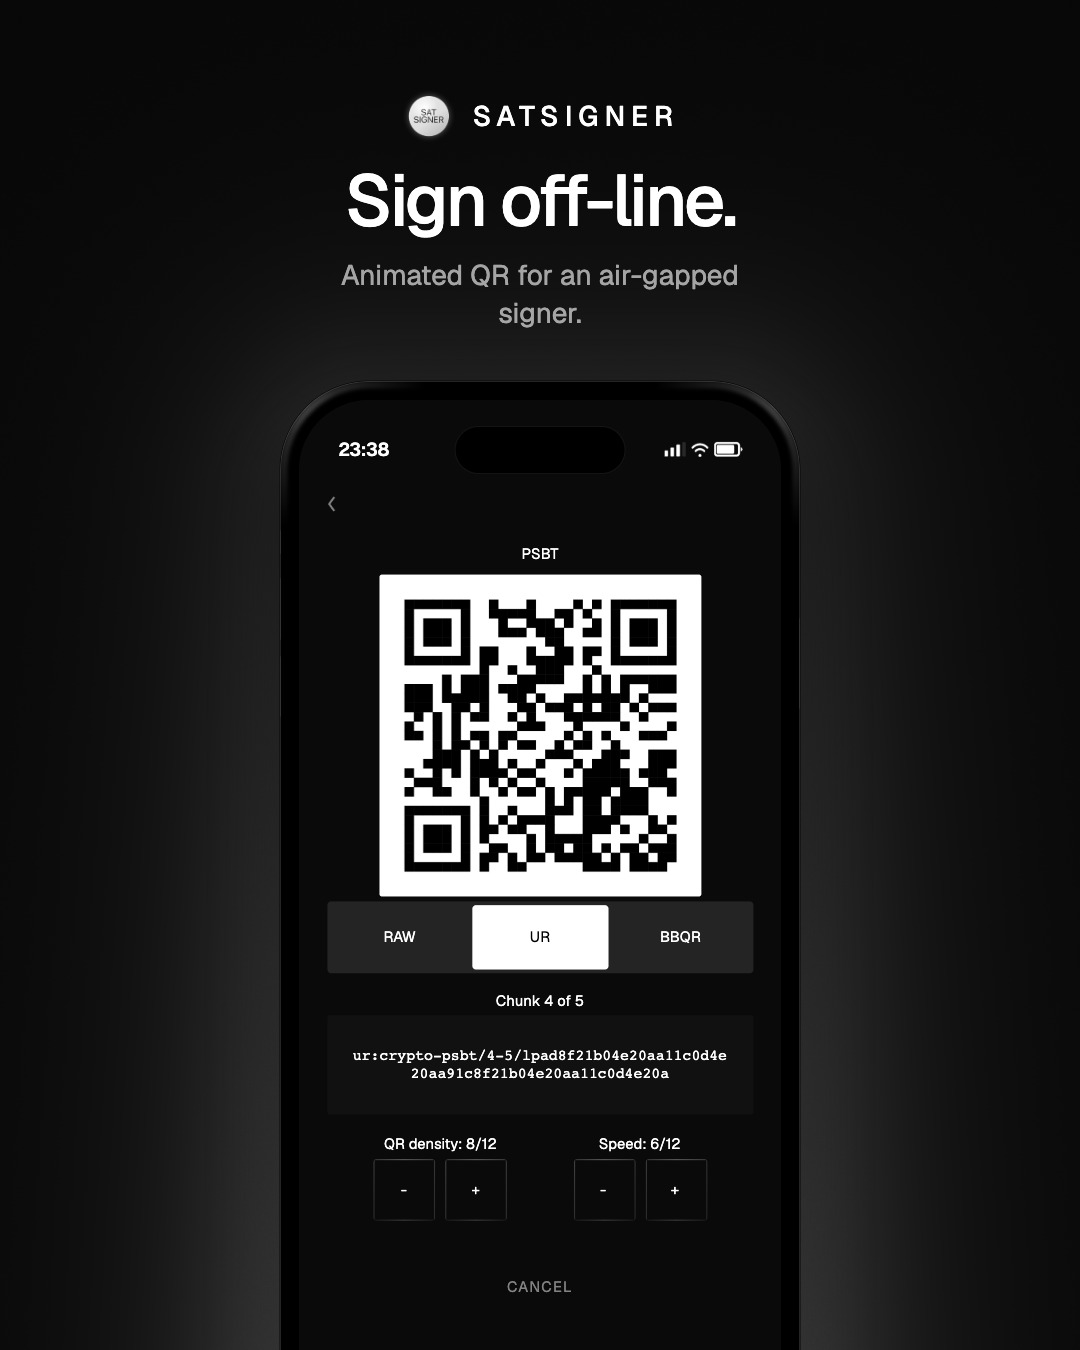 SAT
SIGNER
SATSIGNER
Sign off-line.
Animated QR for an air-gapped
signer.
23:38
PSBT
RAW
UR
BBQR
Chunk 4 of 5
ur:crypto-psbt/4-5/lpad8f21b04e20aa11c0d4e
20aa91c8f21b04e20aa11c0d4e20a
QR density: 8/12
Speed: 6/12
- +
- +
CANCEL